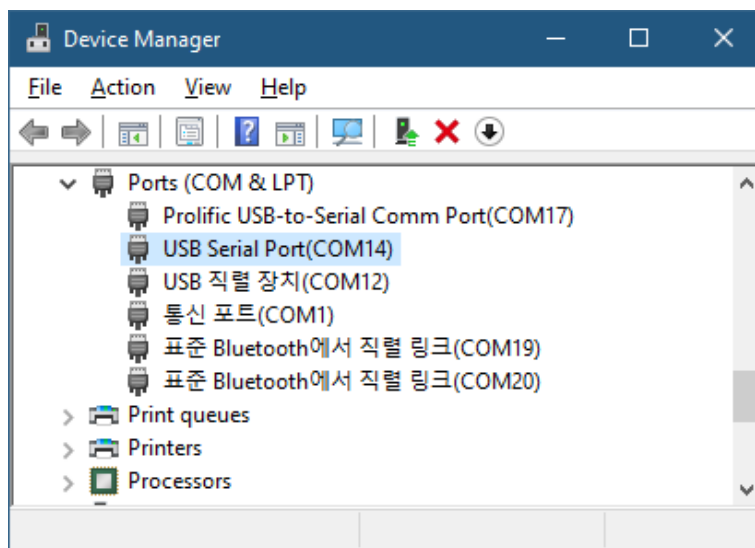 Device Manager
File Action View Help
Ports (COM & LPT)
Prolific USB-to-Serial Comm Port(COM17)
USB Serial Port(COM14)
USB 직렬 장치(COM12)
통신 포트(COM1)
표준 Bluetooth에서 직렬 링크(COM19)
표준 Bluetooth에서 직렬 링크(COM20)
Print queues
Printers
Processors